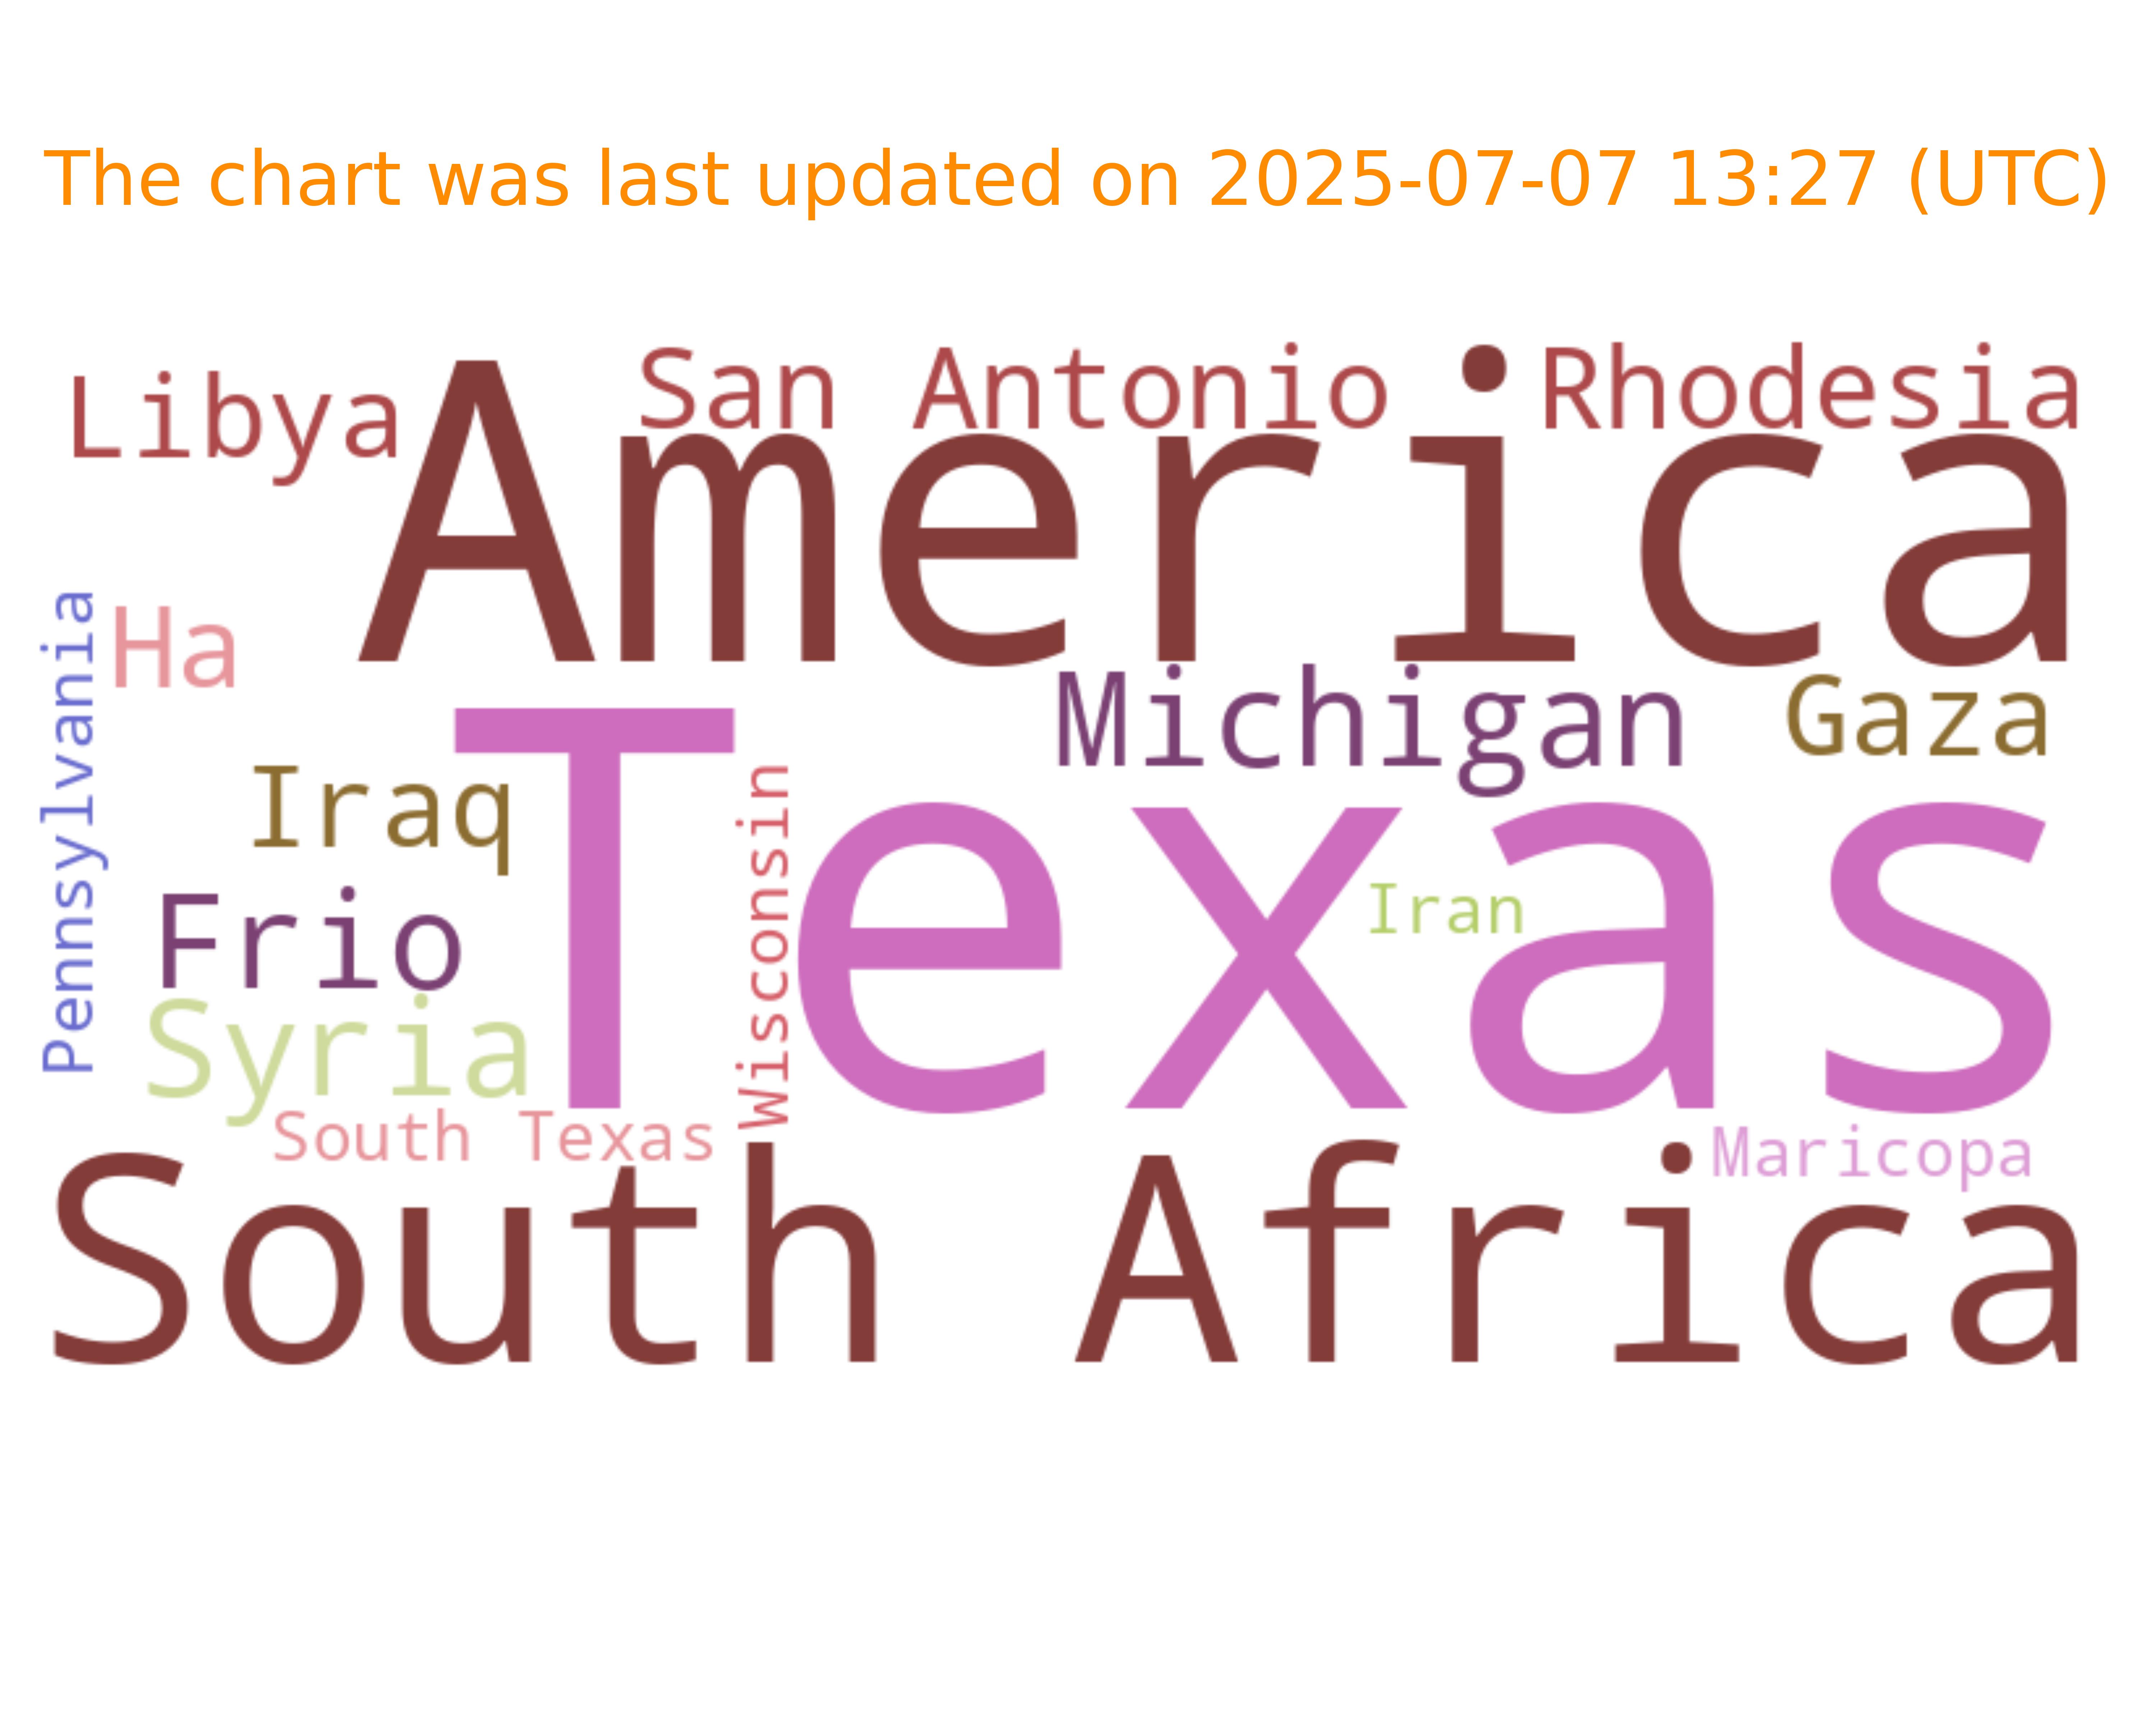 The chart was last updated on 2025-07-07 13:27 (UTC)
Libya
San Antonio
Rhodesia
America
Pennsylvania
Ha
Michigan
Gaza
Iraq
Texas
Wisconsin
Iran
Frio
Syria
South Texas
Maricopa
South Africa